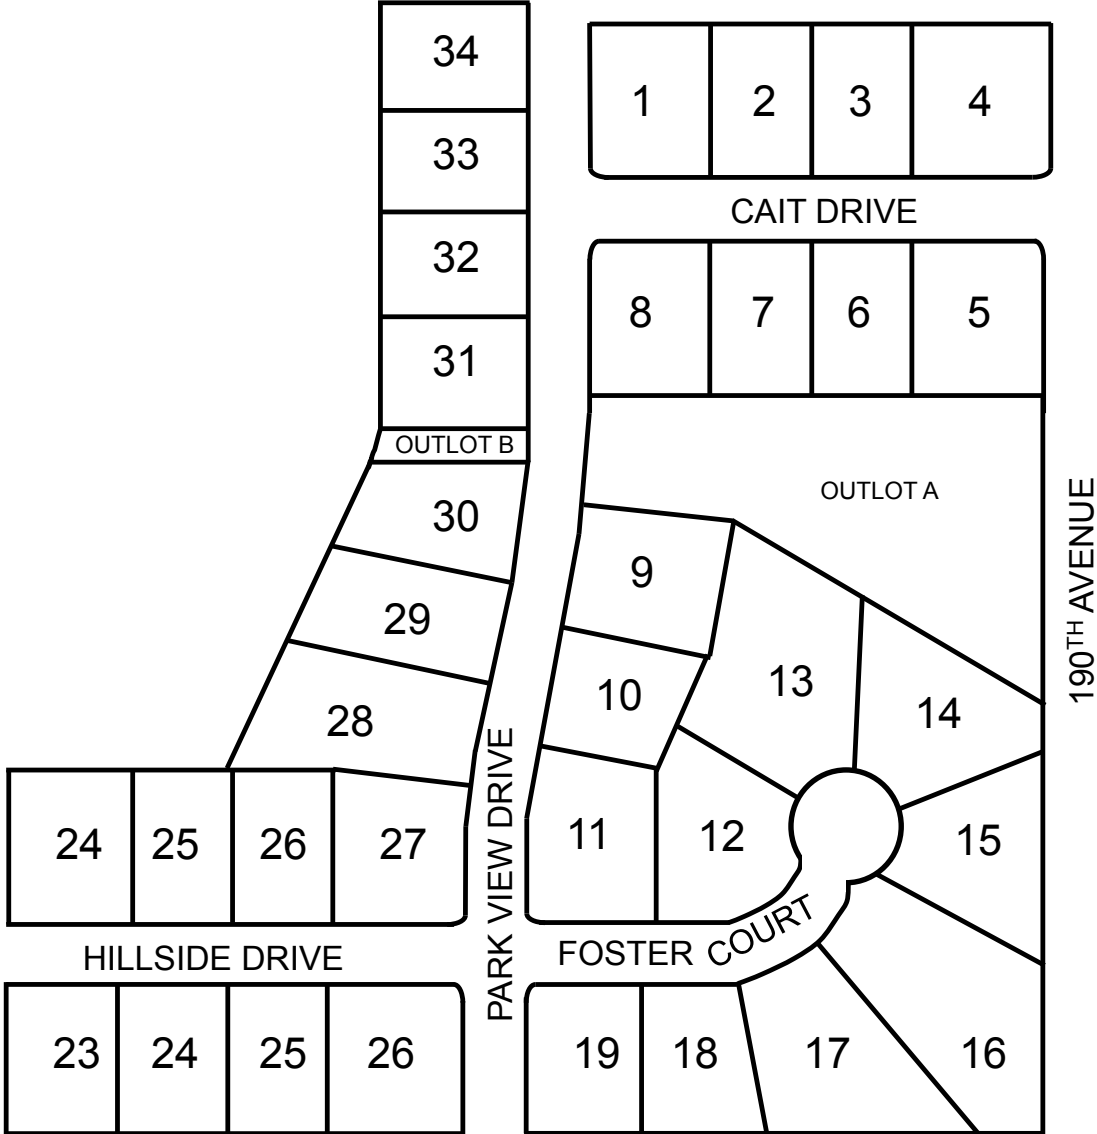 34
1 2 3 4
33
CAIT DRIVE
32
8 7 6 5
31
OUTLOT B
OUTLOT A
30
9
190TH AVENUE
29
10
13
14
28
PARK VIEW DRIVE
24 25 26 27
11
12
15
HILLSIDE DRIVE
FOSTER COURT
23 24 25 26
19 18 17 16